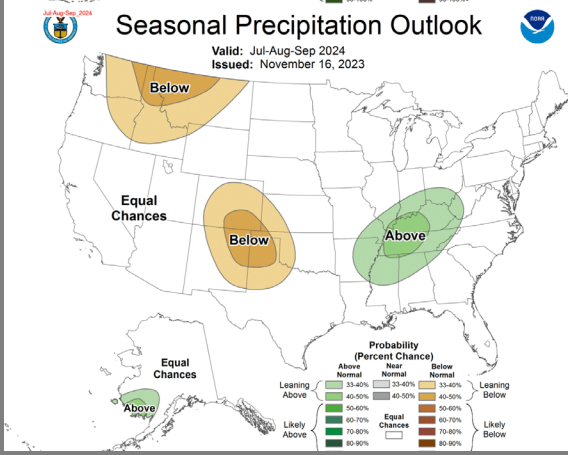 Jul-Aug-Sep_2024
Seasonal Precipitation Outlook
NOAA
Valid: Jul-Aug-Sep 2024
Issued: November 16, 2023
Below
Equal
Chances
Below
Above
Equal
Chances
Above
Probability
(Percent Chance)
Above Normal
Near Normal
Below Normal
Leaning Above
33-40%
33-40%
33-40%
Leaning Below
40-50%
40-50%
40-50%
Likely Above
50-60%
Equal Chances
50-60%
Likely Below
60-70%
60-70%
70-80%
70-80%
80-90%
80-90%